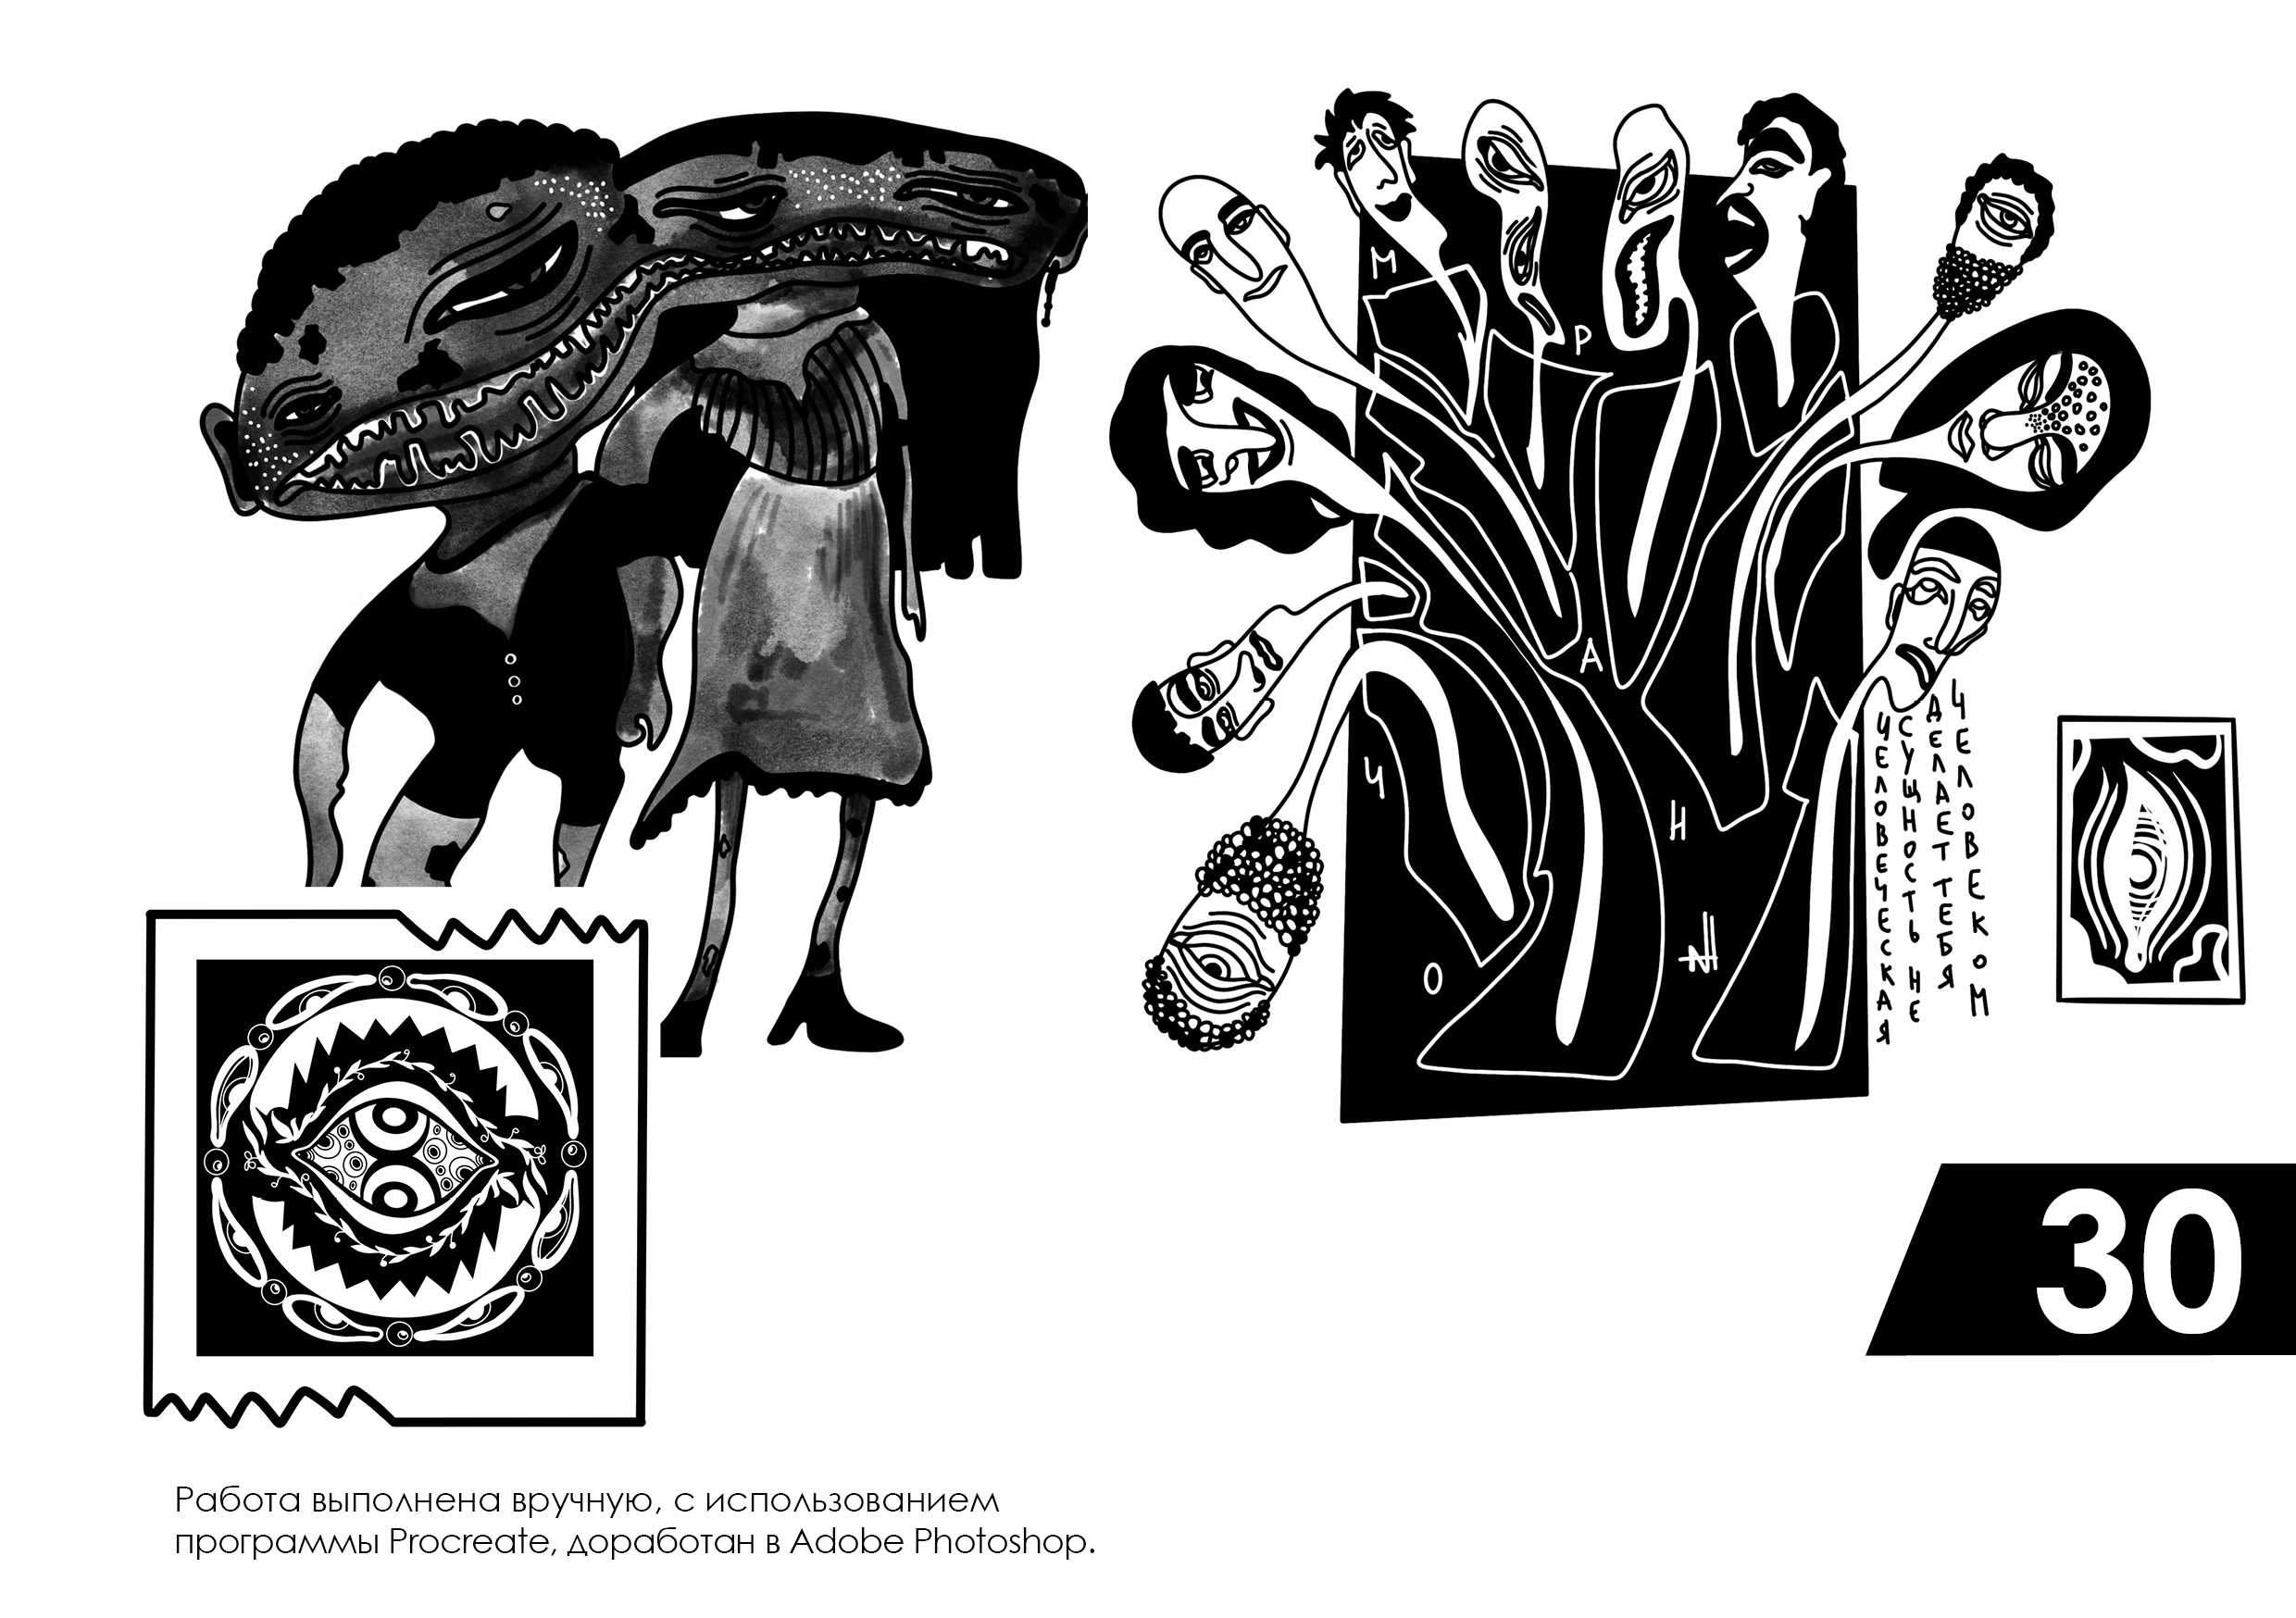 М
Р
А
Ч
Н
О
ЧЕЛОВЕЧЕСКАЯ
СУЩНОСТЬ НЕ
ДЕЛАЕТ ТЕБЯ
ЧЕЛОВЕКОМ
30
Работа выполнена вручную, с использованием
программы Procreate, доработан в Adobe Photoshop.